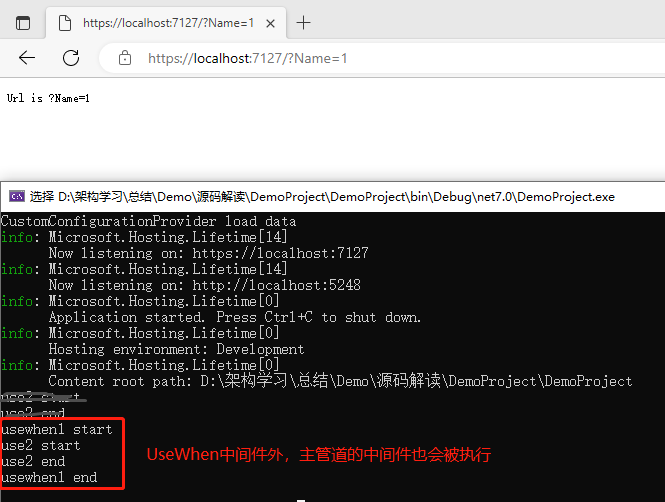 https://localhost:7127/?Name=1
https://localhost:7127/?Name=1
Url is ?Name=1
选择 D:\架构学习\总结\Demo\源码解读\DemoProject\DemoProject\bin\Debug\net7.0\DemoProject.exe
CustomConfigurationProvider load data
info: Microsoft.Hosting.Lifetime[14]
Now listening on: https://localhost:7127
info: Microsoft.Hosting.Lifetime[14]
Now listening on: http://localhost:5248
info: Microsoft.Hosting.Lifetime[0]
Application started. Press Ctrl+C to shut down.
info: Microsoft.Hosting.Lifetime[0]
Hosting environment: Development
info: Microsoft.Hosting.Lifetime[0]
Content root path: D:\架构学习\总结\Demo\源码解读\DemoProject\DemoProject
use2 start
use2 end
usewhen1 start
use2 start
use2 end
usewhen1 end
UseWhen中间件外，主管道的中间件也会被执行